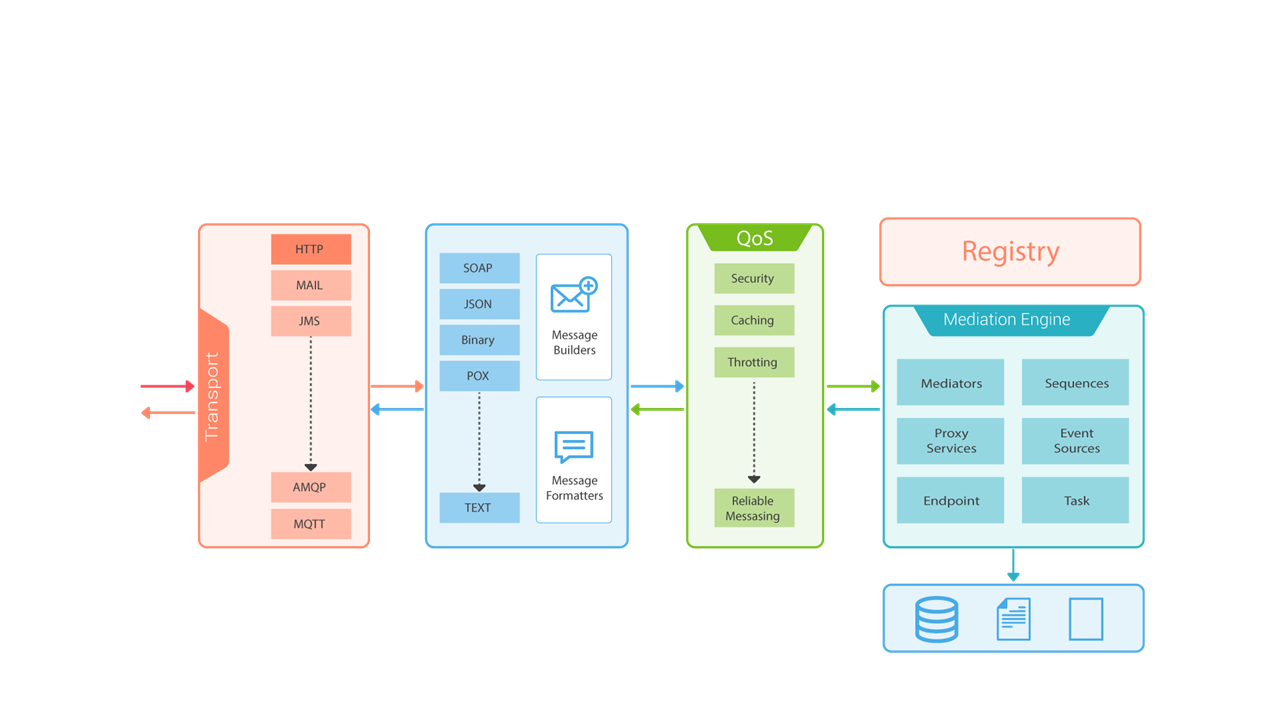 Transport
HTTP
MAIL
JMS
AMQP
MQTT
SOAP
JSON
Binary
POX
TEXT
Message
Builders
Message
Formatters
QoS
Security
Caching
Throtting
Reliable
Messasing
Registry
Mediation Engine
Mediators
Sequences
Proxy
Services
Event
Sources
Endpoint
Task